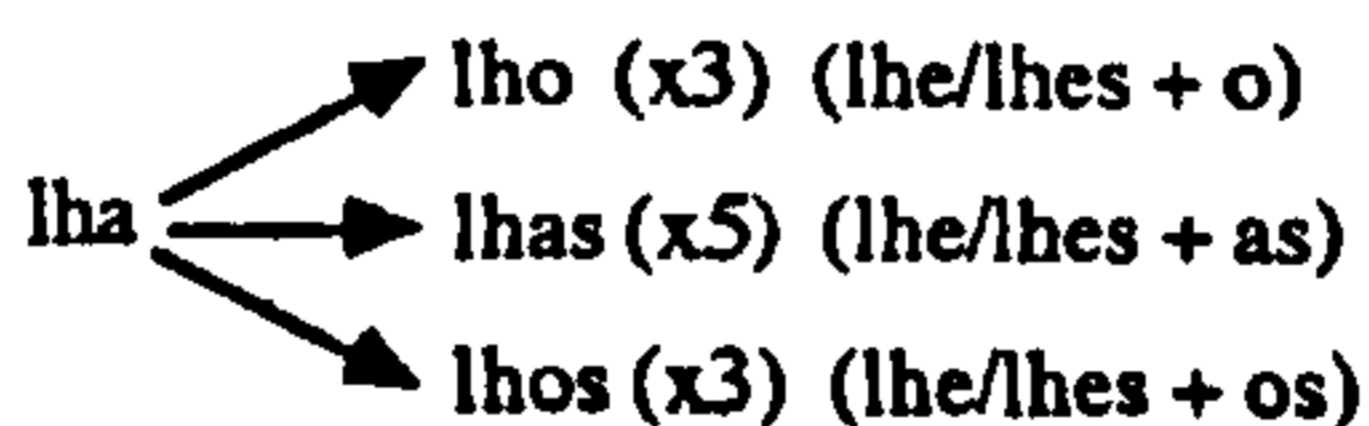 lho (x3) (lhe/lhes + o)
lha
lhas (x5) (lhe/lhes + as)
lhos (x3) (lhe/lhes + os)